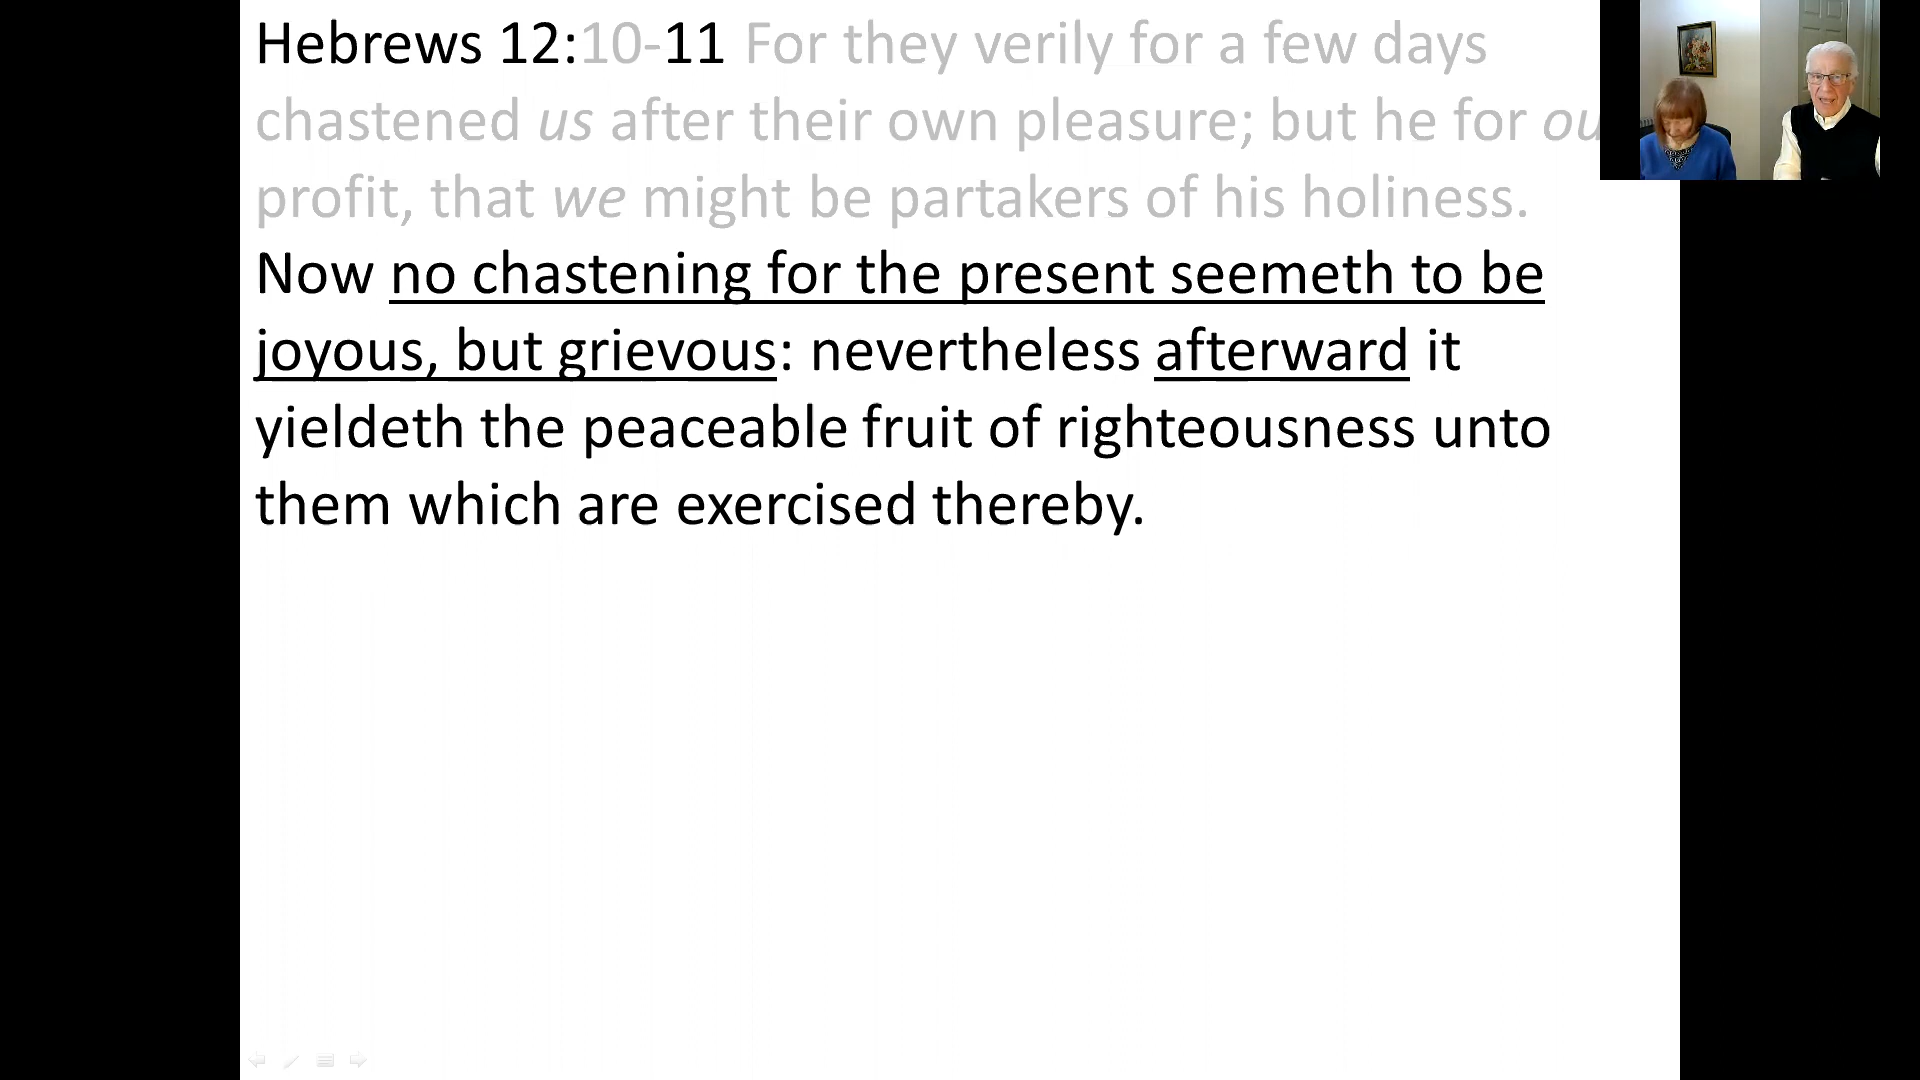 Hebrews 12:10-11 For they verily for a few days
chastened us after their own pleasure; but he for
profit, that we might be partakers of his holiness.
Now no chastening for the present seemeth to be
joyous, but grievous: nevertheless afterward it
yieldeth the peaceable fruit of righteousness unto
them which are exercised thereby.